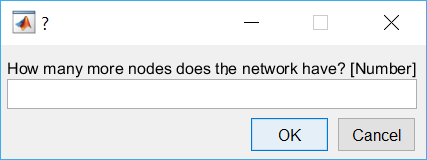 ?
How many more nodes does the network have? [Number]
OK Cancel